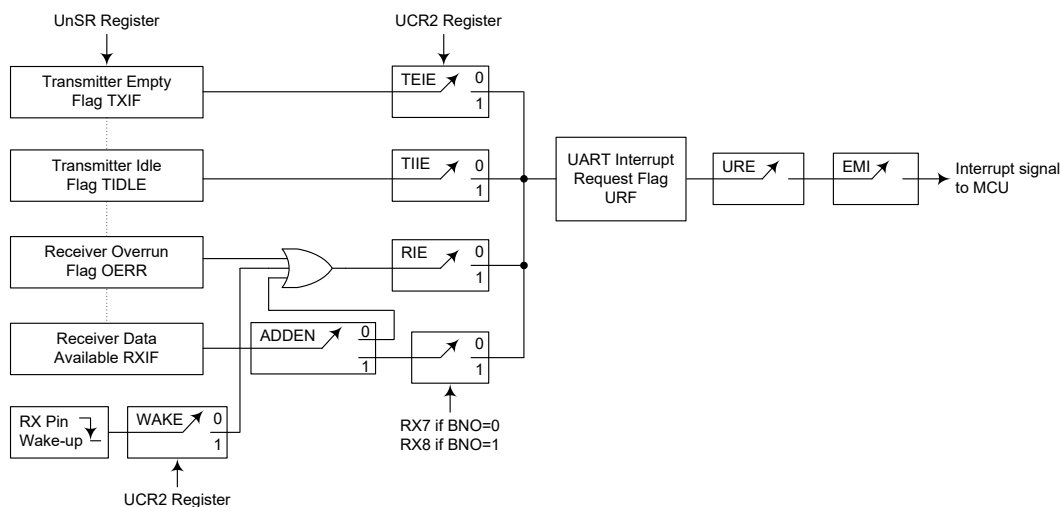 UnSR Register
UCR2 Register
Transmitter Empty
Flag TXIF
TEIE
0
1
Transmitter Idle
Flag TIDLE
TIIE
0
1
UART Interrupt
Request Flag
URF
URE
EMI
Interrupt signal
to MCU
Receiver Overrun
Flag OERR
RIE
0
1
Receiver Data
Available RXIF
ADDEN
0
1
0
1
RX Pin
Wake-up
WAKE
0
1
RX7 if BNO=0
RX8 if BNO=1
UCR2 Register